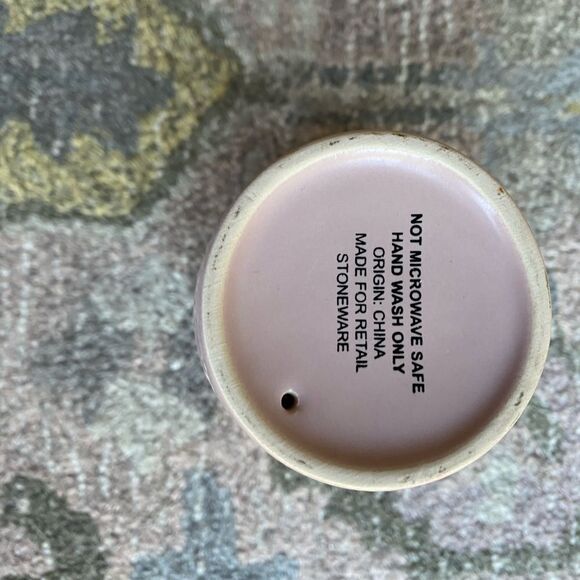 NOT MICROWAVE SAFE
HAND WASH ONLY
ORIGIN: CHINA
MADE FOR RETAIL
STONEWARE